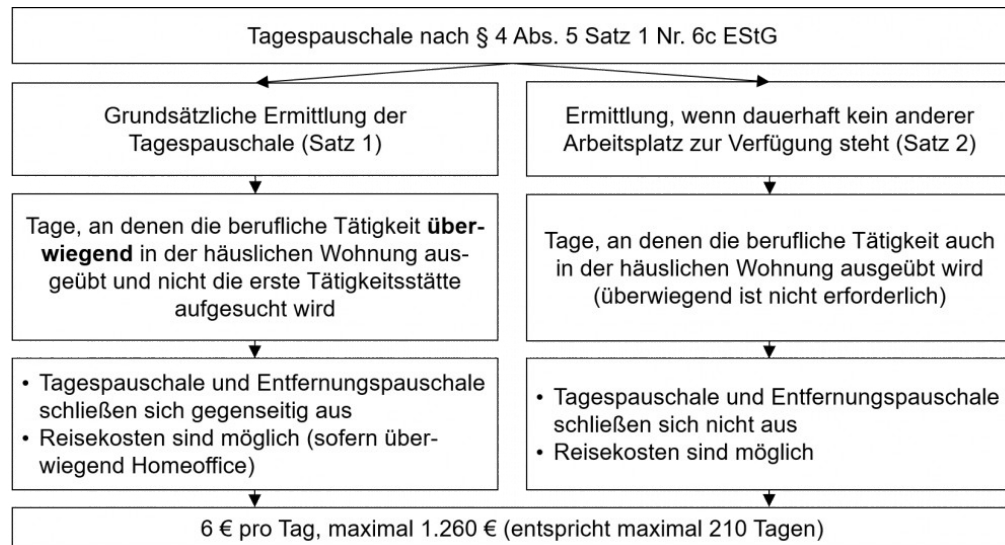 Tagespauschale nach § 4 Abs. 5 Satz 1 Nr. 6c EStG
Grundsätzliche Ermittlung der
Tagespauschale (Satz 1)
Ermittlung, wenn dauerhaft kein anderer
Arbeitsplatz zur Verfügung steht (Satz 2)
Tage, an denen die berufliche Tätigkeit über-
wiegend in der häuslichen Wohnung aus-
geübt und nicht die erste Tätigkeitsstätte
aufgesucht wird
Tage, an denen die berufliche Tätigkeit auch
in der häuslichen Wohnung ausgeübt wird
(überwiegend ist nicht erforderlich)
• Tagespauschale und Entfernungspauschale
schließen sich gegenseitig aus
• Reisekosten sind möglich (sofern über-
wiegend Homeoffice)
• Tagespauschale und Entfernungspauschale
schließen sich nicht aus
• Reisekosten sind möglich
6 € pro Tag, maximal 1.260 € (entspricht maximal 210 Tagen)